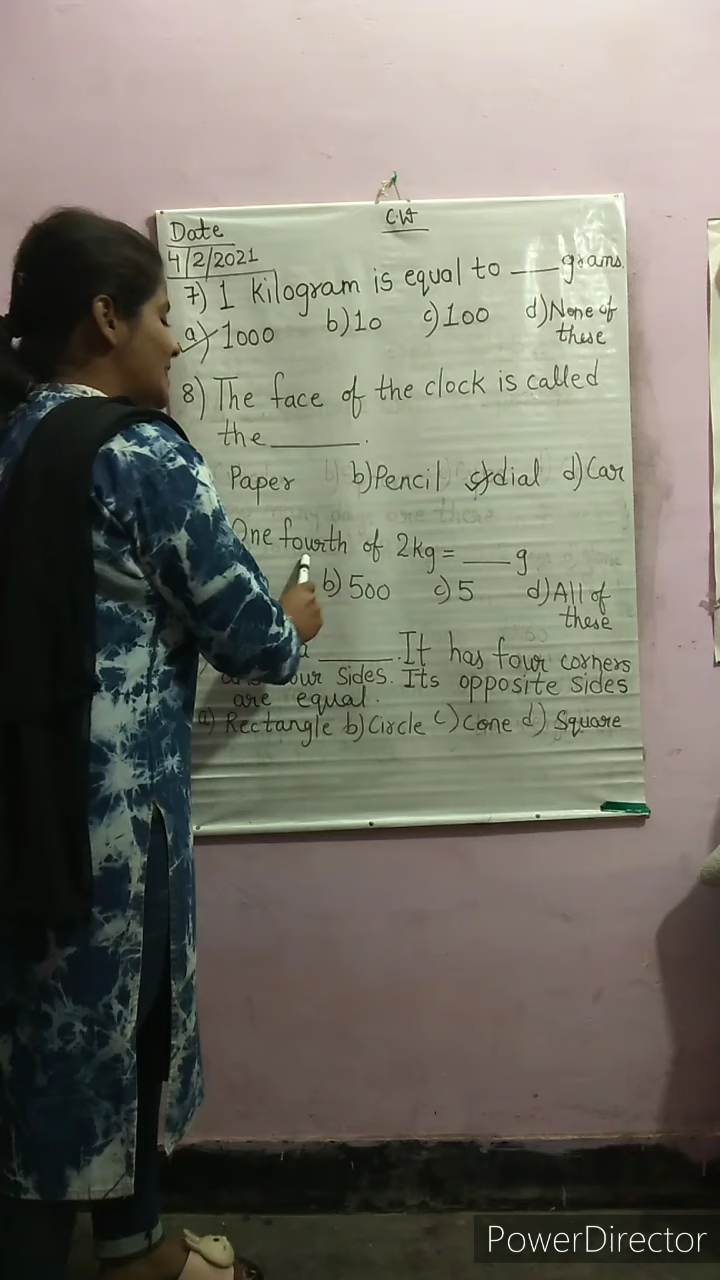 C.W
Date
4/2/2021
7) 1 kilogram is equal to ___ grams.
a) 1000 b) 10 c) 100 d) None of these
8) The face of the clock is called
the ______.
Paper b) Pencil c) dial d) Car
One fourth of 2kg = ___ g
b) 500 c) 5 d) All of these
a _____. It has four corners
four sides. Its opposite sides
are equal.
a) Rectangle b) Circle c) Cone d) Square
PowerDirector